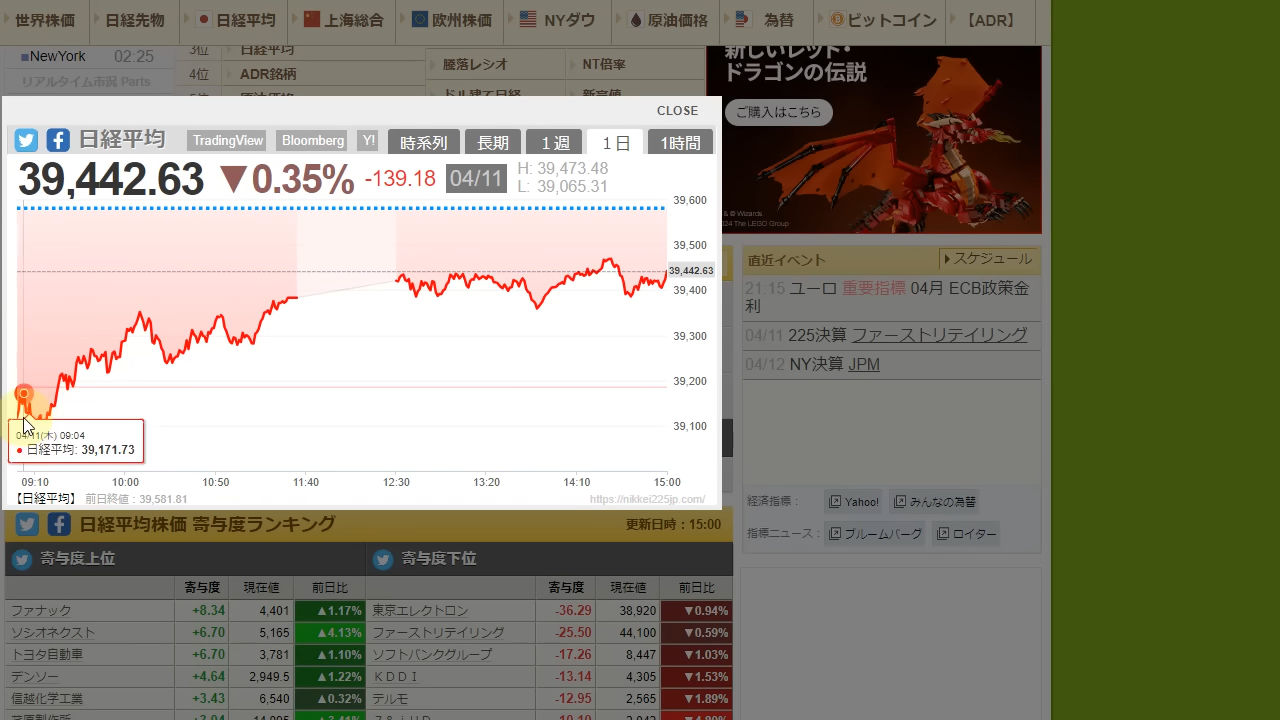 世界株価 日経先物 日経平均 上海総合 欧州株価 NYダウ 原油価格 為替 ビットコイン 【ADR】
NewYork 02:25
リアルタイム市況 Parts
3位 日経平均
4位 ADR銘柄
腰落レシオ NT倍率
ドル建て日経 新高値
新しいレッド・
ドラゴンの伝説
ご購入はこちら
CLOSE
日経平均 TradingView Bloomberg Y! 時系列 長期 1週 1日 1時間
39,442.63 ▼0.35% -139.18 04/11
H: 39,473.48
L: 39,065.31
39,600
39,500
39,442.63
39,400
39,300
39,200
39,100
04/11(木) 09:04
● 日経平均: 39,171.73
09:10 10:00 10:50 11:40 12:30 13:20 14:10 15:00
【日経平均】 前日終値 : 39,581.81
https://nikkei225jp.com/
直近イベント スケジュール
21:15 ユーロ 重要指標 04月 ECB政策金
利
04/11 225決算 ファーストリテイリング
04/12 NY決算 JPM
経済指標： Yahoo! みんなの為替
指標ニュース： ブルームバーグ ロイター
日経平均株価 寄与度ランキング 更新日時：15:00
寄与度上位 寄与度下位
寄与度 現在値 前日比 寄与度 現在値 前日比
ファナック +8.34 4,401 ▲1.17% 東京エレクトロン -36.29 38,920 ▼0.94%
ソシオネクスト +6.70 5,165 ▲4.13% ファーストリテイリング -25.50 44,100 ▼0.59%
トヨタ自動車 +6.70 3,781 ▲1.10% ソフトバンクグループ -17.26 8,447 ▼1.03%
デンソー +4.64 2,949.5 ▲1.22% ＫＤＤＩ -13.14 4,305 ▼1.53%
信越化学工業 +3.43 6,540 ▲0.32% テルモ -12.95 2,565 ▼1.89%